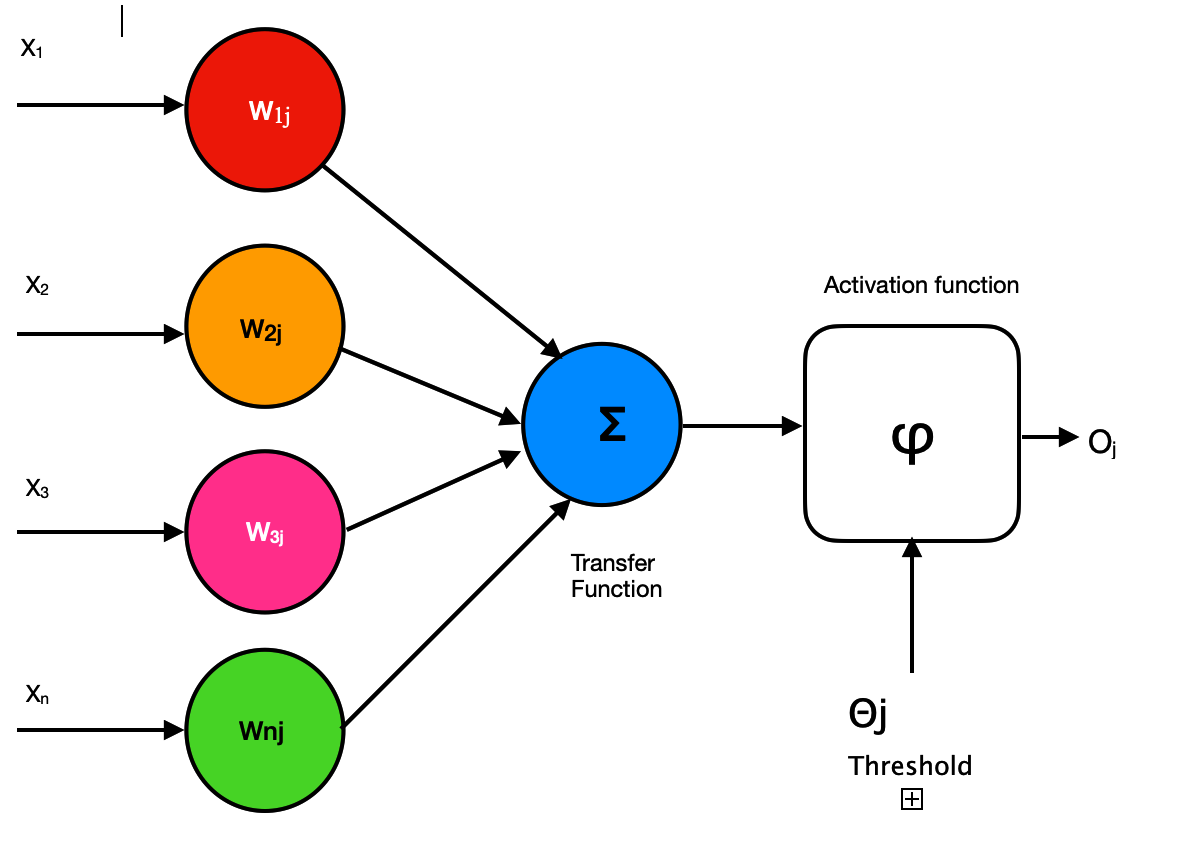 X₁
W₁ⱼ
X₂
W₂ⱼ
Activation function
Σ
φ
Oⱼ
X₃
W₃ⱼ
Transfer
Function
Xₙ
Wnj
Θj
Threshold